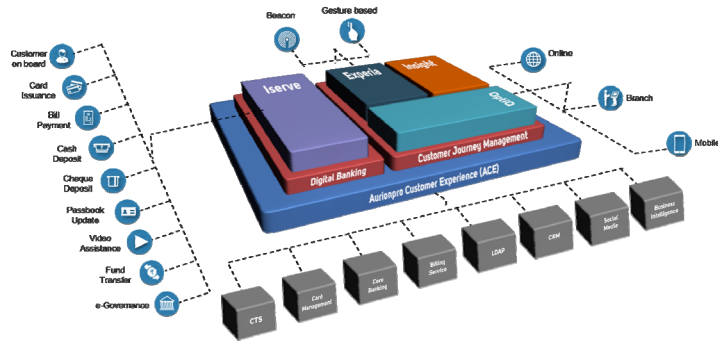 Beacon
Gesture based
Customer
on board
Card
Issuance
Bill
Payment
Cash
Deposit
Cheque
Deposit
Passbook
Update
Video
Assistance
Fund
Transfer
e-Governance
Iserve
Experia
Insight
OptiQ
Digital Banking
Customer Journey Management
Aurionpro Customer Experience (ACE)
Online
Branch
Mobile
CTS
Card
Management
Core
Banking
Billing
Service
LDAP
CRM
Social
Media
Business
Intelligence